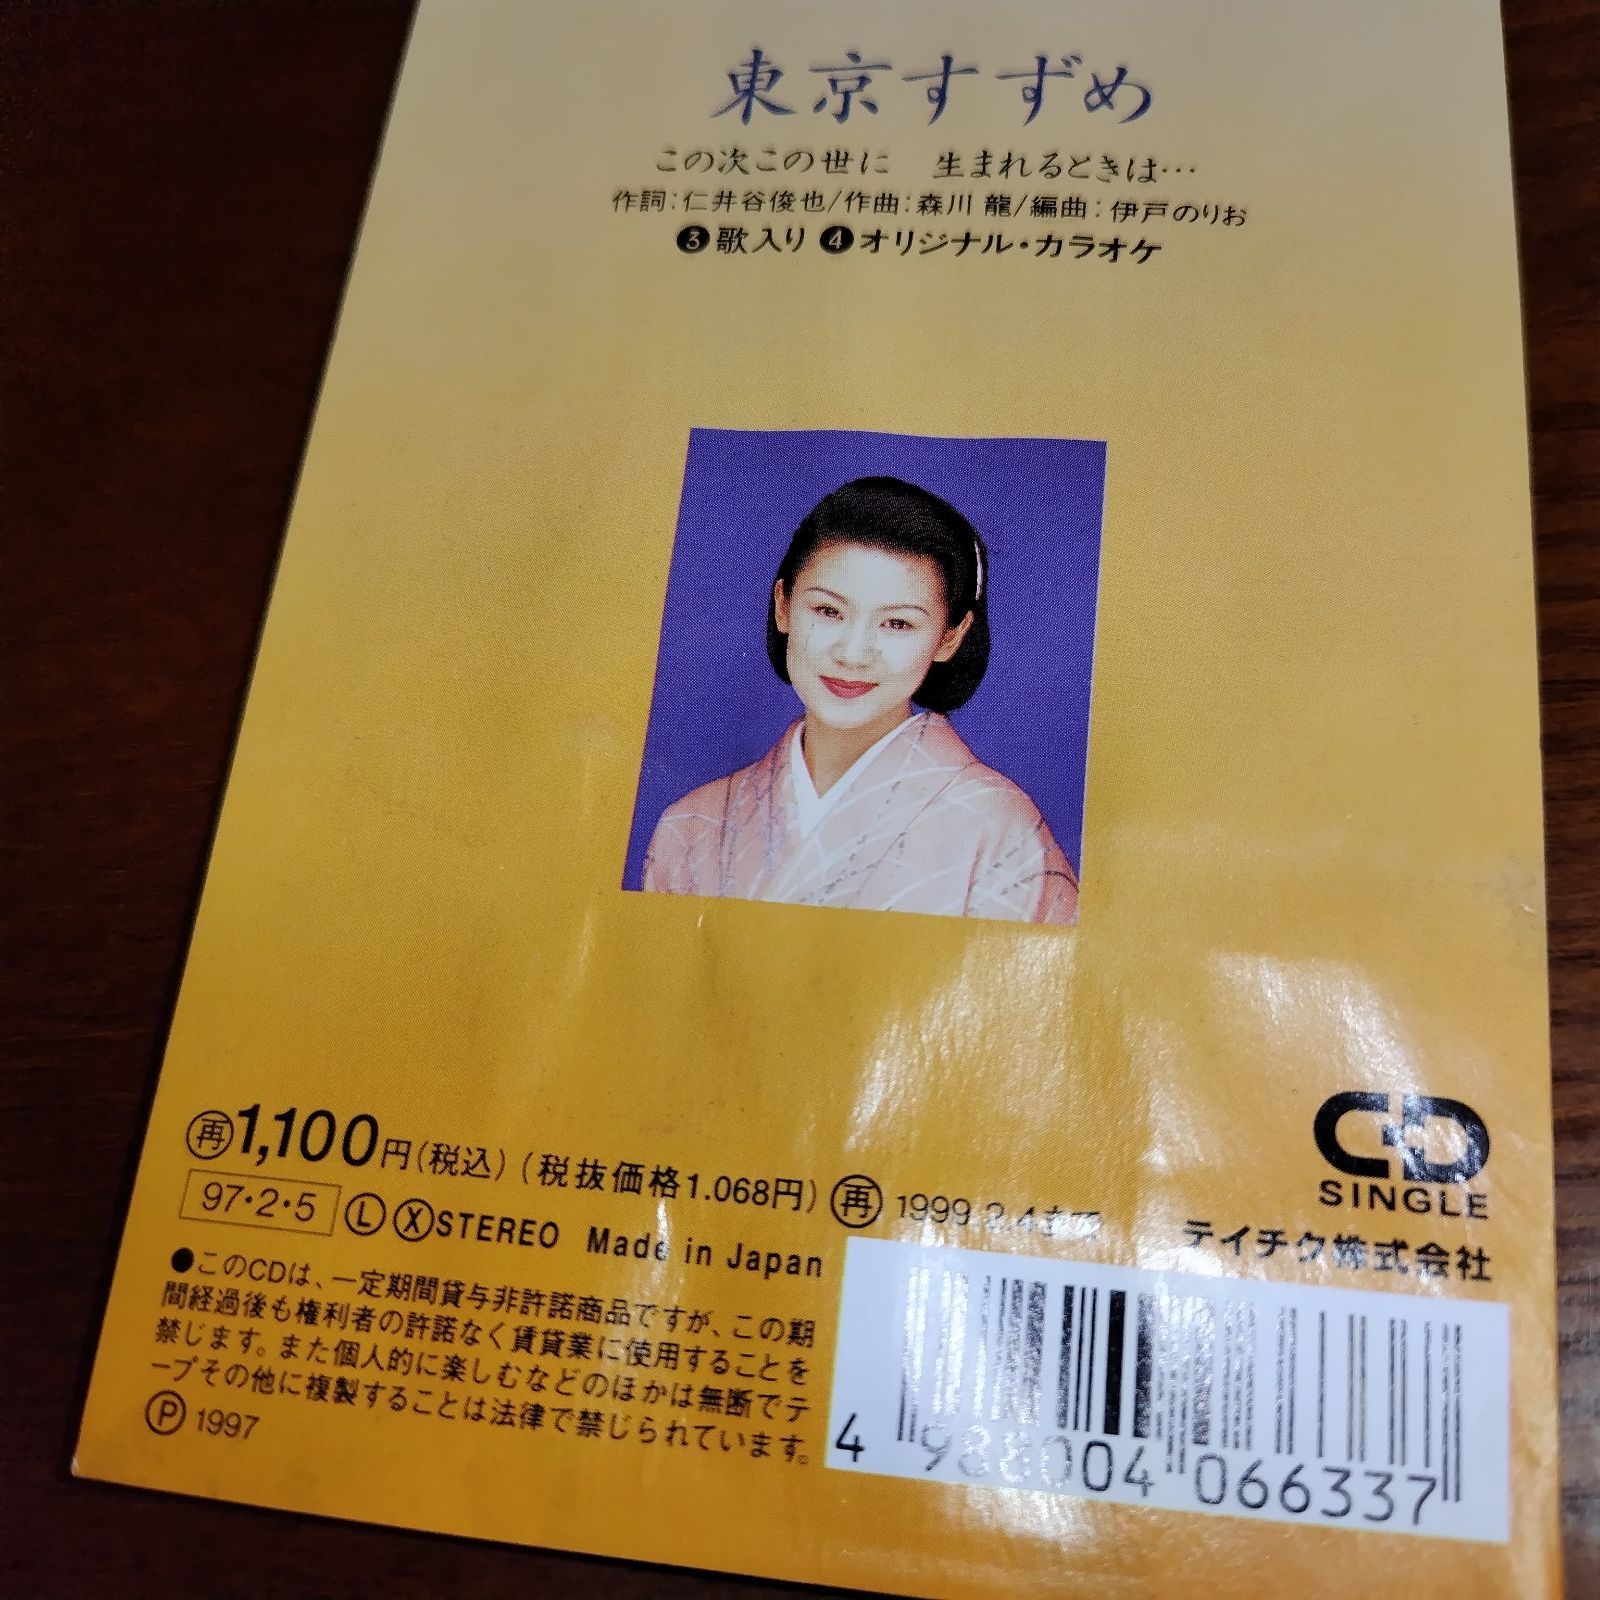 東京すずめ
この次この世に　生まれるときは…
作詞：仁井谷俊也/作曲：森川 龍/編曲：伊戸のりお
❸歌入り ❹オリジナル・カラオケ
再 1,100円(税込) (税抜価格1.068円) 再 1999.2.4まで
97・2・5 Ⓛ Ⓧ STEREO Made in Japan
CD
SINGLE
テイチク株式会社
●このCDは、一定期間貸与非許諾商品ですが、この期
間経過後も権利者の許諾なく賃貸業に使用することを
禁じます。また個人的に楽しむなどのほかは無断でテ
ープその他に複製することは法律で禁じられています。
Ⓟ 1997
4 988004 066337